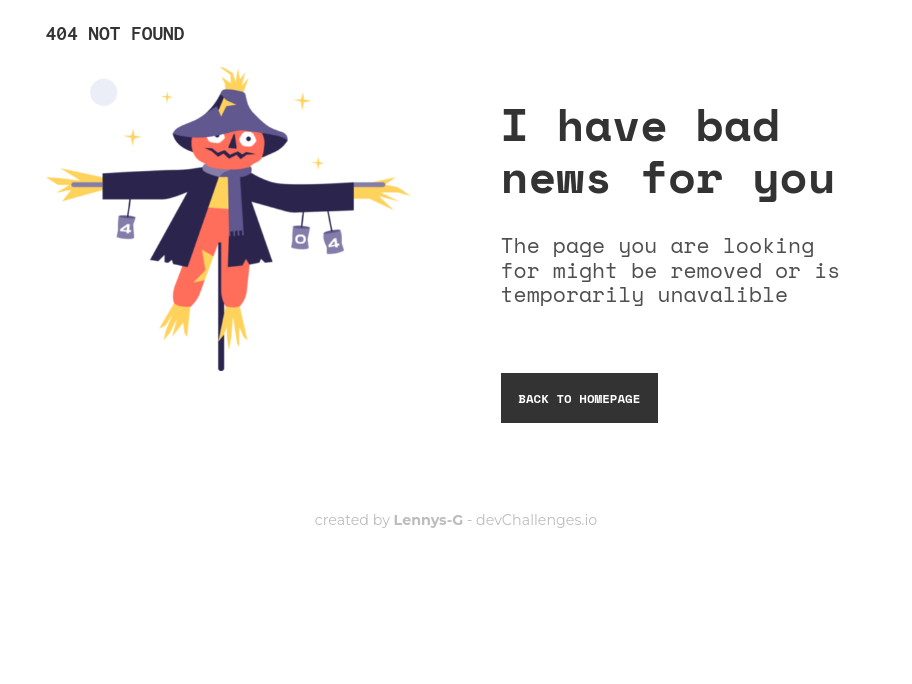 404 NOT FOUND
4
0
4
I have bad
news for you
The page you are looking
for might be removed or is
temporarily unavalible
BACK TO HOMEPAGE
created by Lennys-G - devChallenges.io